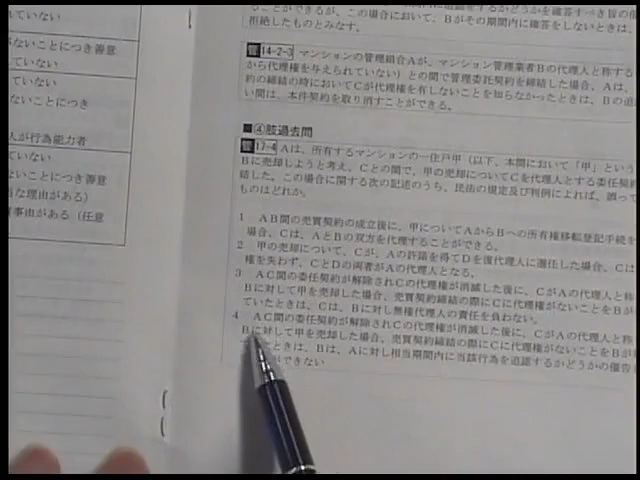 れていない
ないことにつき善意
ていない
ていない
ないことにつき
人が行為能力者
ていない
ないことにつき善意
当な理由がある）
事由がある（任意
ことができるが、この場合において、Bがその期間内に確答をしないときは、
拒絶したものとみなす。
管14-2-3 マンションの管理組合Aが、マンション管理業者Bの代理人と称する
から代理権を与えられていない）との間で管理委託契約を締結した。Aは、
約の締結の時においてCが代理権を有しないことを知らなかったときは、Bの追
い間は、本件契約を取り消すことができる。
■④肢過去問
管17-4 Aは、所有するマンションの一住戸甲（以下、本問において「甲」という
Bに売却しようと考え、Cとの間で、甲の売却についてCを代理人とする委任契
結した。この場合に関する次の記述のうち、民法の規定及び判例によれば、誤って
ものはどれか。
1 AB間の売買契約の成立後に、甲についてAからBへの所有権移転登記手続を
場合、Cは、AとBの双方を代理することができる。
2 甲の売却について、Cが、Aの許諾を得てDを復代理人に選任した場合、Cは
権を失わず、CとDの両者がAの代理人となる。
3 AC間の委任契約が解除されCの代理権が消滅した後に、CがAの代理人と称
Bに対して甲を売却した場合、売買契約締結の際にCに代理権がないことをBが
ていたときは、Cは、Bに対し無権代理人の責任を負わない。
4 AC間の委任契約が解除されCの代理権が消滅した後に、CがAの代理人と称
Bに対して甲を売却した場合、売買契約締結の際にCに代理権がないことをBが
ときは、Bは、Aに対し相当期間内に当該行為を追認するかどうかの催告
ができない